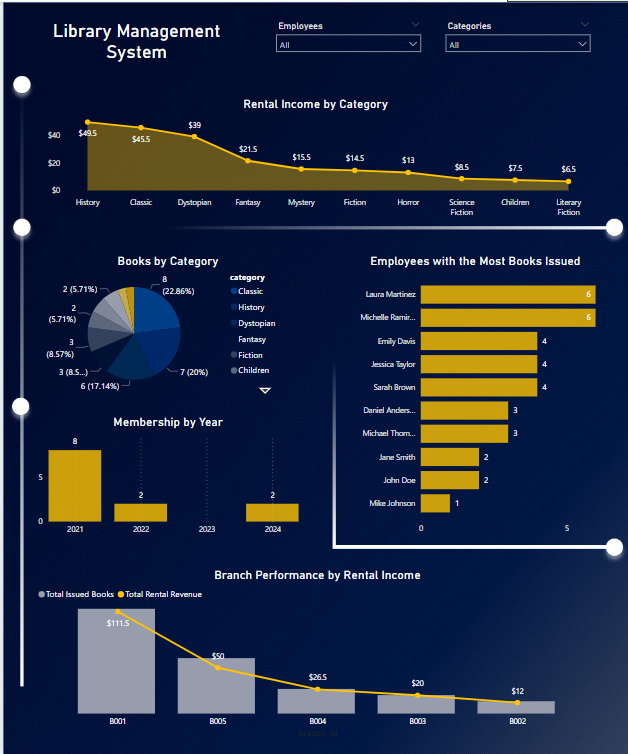 Library Management
System
Employees
Categories
All
All
Rental Income by Category
$40
$20
$0
$49.5
$45.5
$39
$21.5
$15.5
$14.5
$13
$8.5
$7.5
$6.5
History
Classic
Dystopian
Fantasy
Mystery
Fiction
Horror
Science
Fiction
Children
Literary
Fiction
Books by Category
8
(22.86%)
7 (20%)
6 (17.14%)
3 (8.5...)
3
(8.57%)
2
(5.71%)
2 (5.71%)
category
Classic
History
Dystopian
Fantasy
Fiction
Children
Employees with the Most Books Issued
Laura Martinez
6
Michelle Ramir...
6
Emily Davis
4
Jessica Taylor
4
Sarah Brown
4
Daniel Anders...
3
Michael Thom...
3
Jane Smith
2
John Doe
2
Mike Johnson
1
0
5
Membership by Year
5
0
8
2
2
2021
2022
2023
2024
Branch Performance by Rental Income
Total Issued Books
Total Rental Revenue
$111.5
$50
$26.5
$20
$12
B001
B005
B004
B003
B002
branch_id